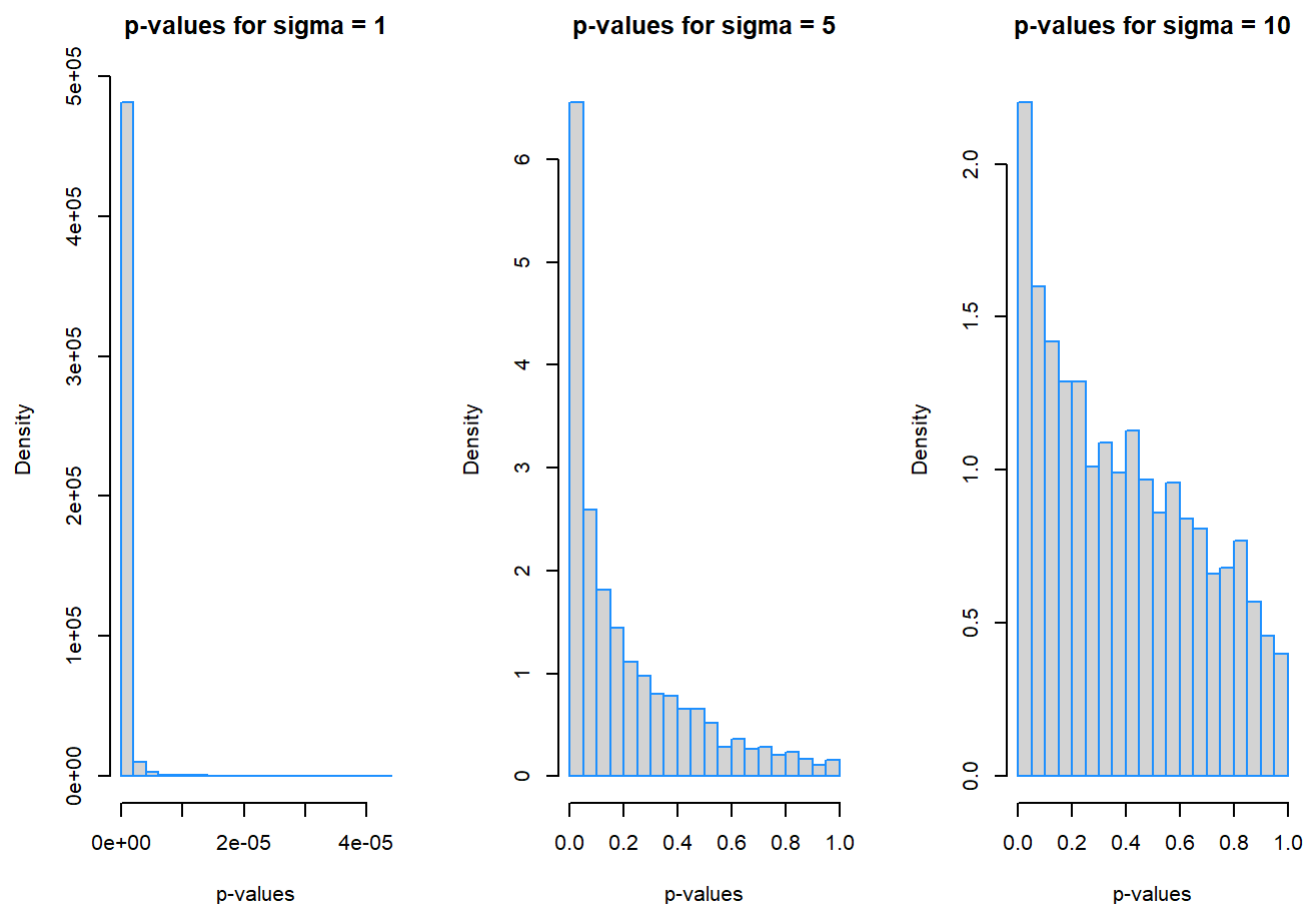 p-values for sigma = 1
Density
0e+00 1e+05 2e+05 3e+05 4e+05 5e+05
0e+00 2e-05 4e-05
p-values
p-values for sigma = 5
Density
0 1 2 3 4 5 6
0.0 0.2 0.4 0.6 0.8 1.0
p-values
p-values for sigma = 10
Density
0.0 0.5 1.0 1.5 2.0
0.0 0.2 0.4 0.6 0.8 1.0
p-values